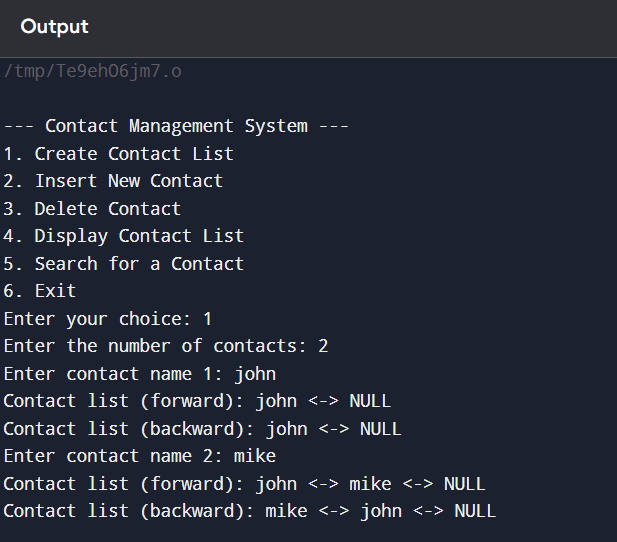 Output
/tmp/Te9ehO6jm7.o
--- Contact Management System ---
1. Create Contact List
2. Insert New Contact
3. Delete Contact
4. Display Contact List
5. Search for a Contact
6. Exit
Enter your choice: 1
Enter the number of contacts: 2
Enter contact name 1: john
Contact list (forward): john <-> NULL
Contact list (backward): john <-> NULL
Enter contact name 2: mike
Contact list (forward): john <-> mike <-> NULL
Contact list (backward): mike <-> john <-> NULL